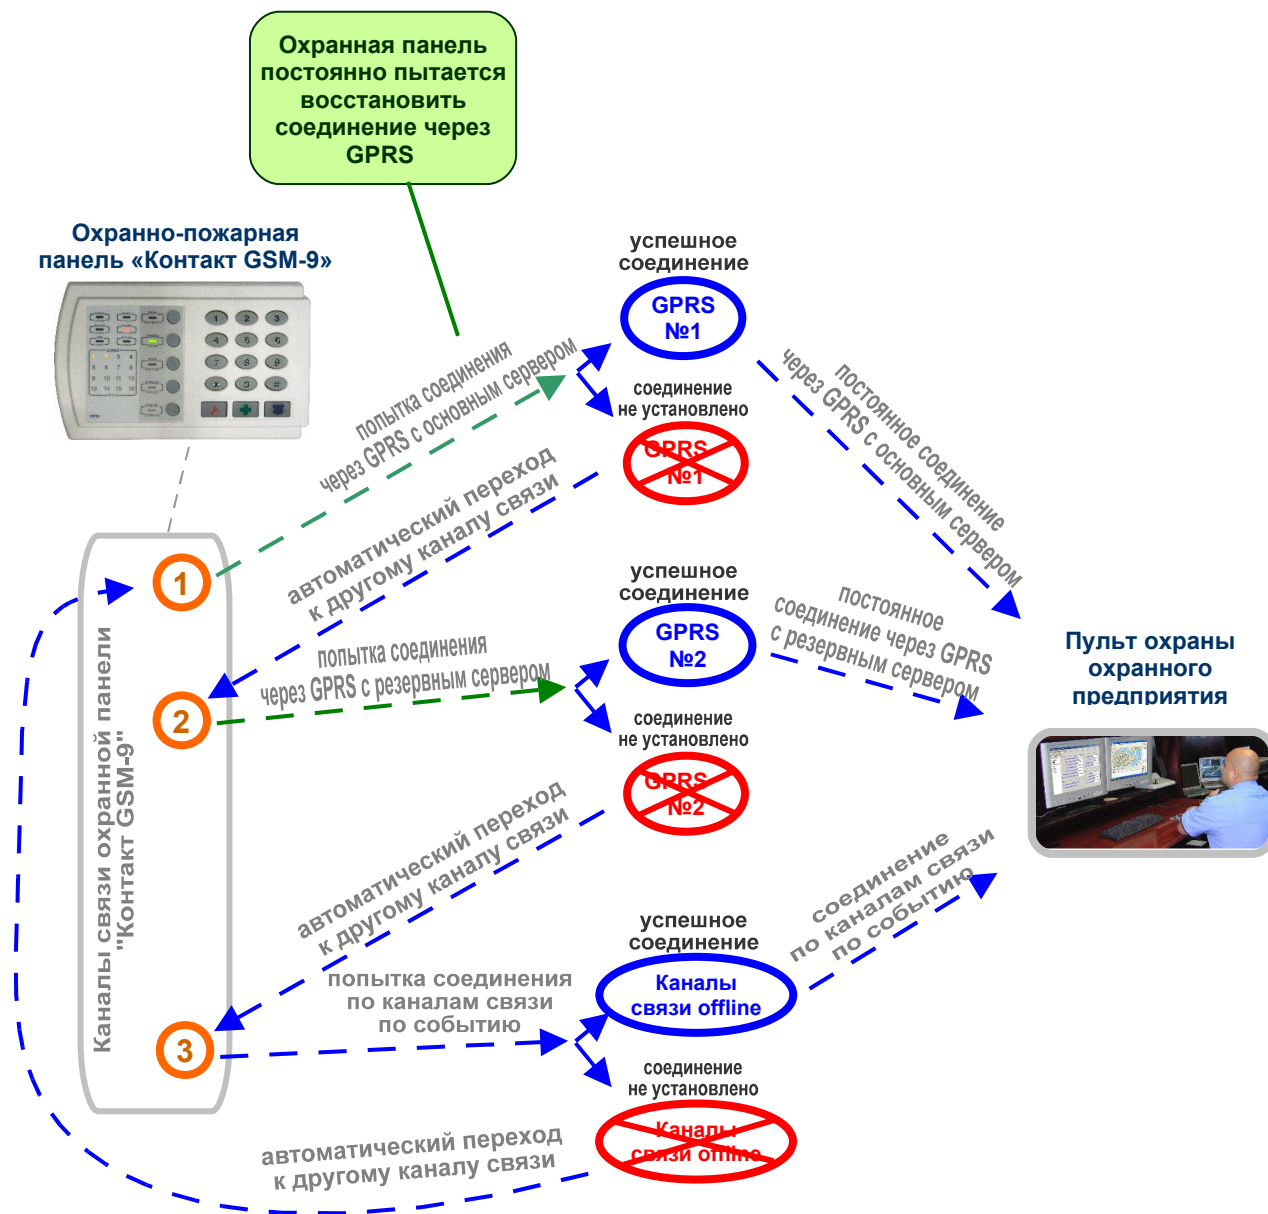 Охранная панель
постоянно пытается
восстановить
соединение через
GPRS
Охранно-пожарная
панель «Контакт GSM-9»
успешное
соединение
GPRS
№1
попытка соединения
через GPRS с основным сервером
соединение
не установлено
GPRS
№1
постоянное соединение
через GPRS с основным сервером
автоматический переход
к другому каналу связи
Каналы связи охранной панели
"Контакт GSM-9"
1
2
3
успешное
соединение
GPRS
№2
попытка соединения
через GPRS с резервным сервером
постоянное
соединение через GPRS
с резервным сервером
соединение
не установлено
GPRS
№2
Пульт охраны
охранного
предприятия
автоматический переход
к другому каналу связи
успешное
соединение
Каналы
связи offline
попытка соединения
по каналам связи
по событию
соединение
по каналам связи
по событию
соединение
не установлено
Каналы
связи offline
автоматический переход
к другому каналу связи